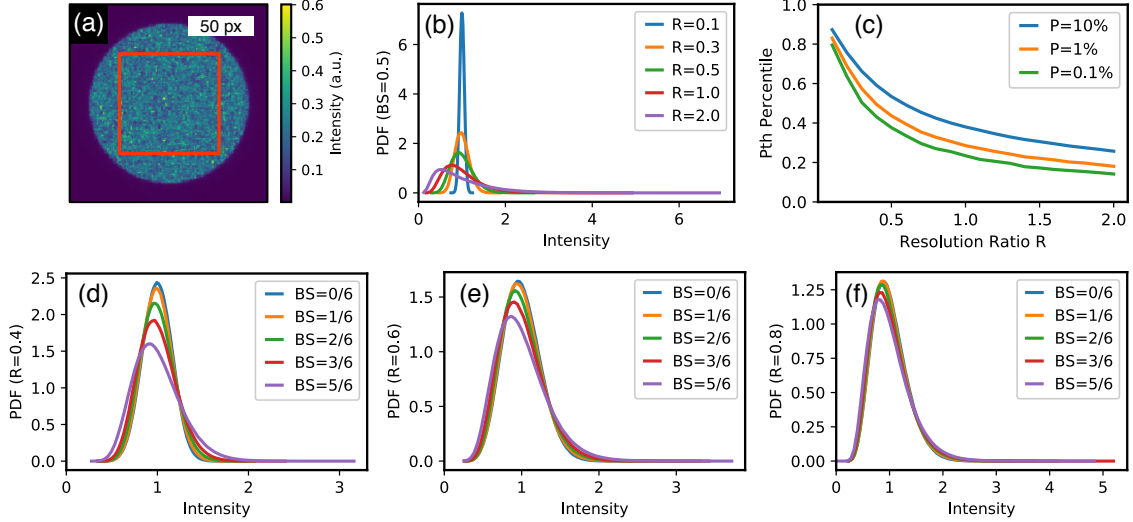 (a)
50 px
0.6
0.5
0.4
0.3
0.2
0.1
Intensity (a.u.)
(b)
PDF (BS=0.5)
6
4
2
0
0 2 4 6
Intensity
R=0.1
R=0.3
R=0.5
R=1.0
R=2.0
(c)
Pth Percentile
1.0
0.8
0.6
0.4
0.2
0.0
0.5 1.0 1.5 2.0
Resolution Ratio R
P=10%
P=1%
P=0.1%
(d)
PDF (R=0.4)
2.5
2.0
1.5
1.0
0.5
0.0
0 1 2 3
Intensity
BS=0/6
BS=1/6
BS=2/6
BS=3/6
BS=5/6
(e)
PDF (R=0.6)
1.5
1.0
0.5
0.0
0 1 2 3
Intensity
BS=0/6
BS=1/6
BS=2/6
BS=3/6
BS=5/6
(f)
PDF (R=0.8)
1.25
1.00
0.75
0.50
0.25
0.00
0 1 2 3 4 5
Intensity
BS=0/6
BS=1/6
BS=2/6
BS=3/6
BS=5/6